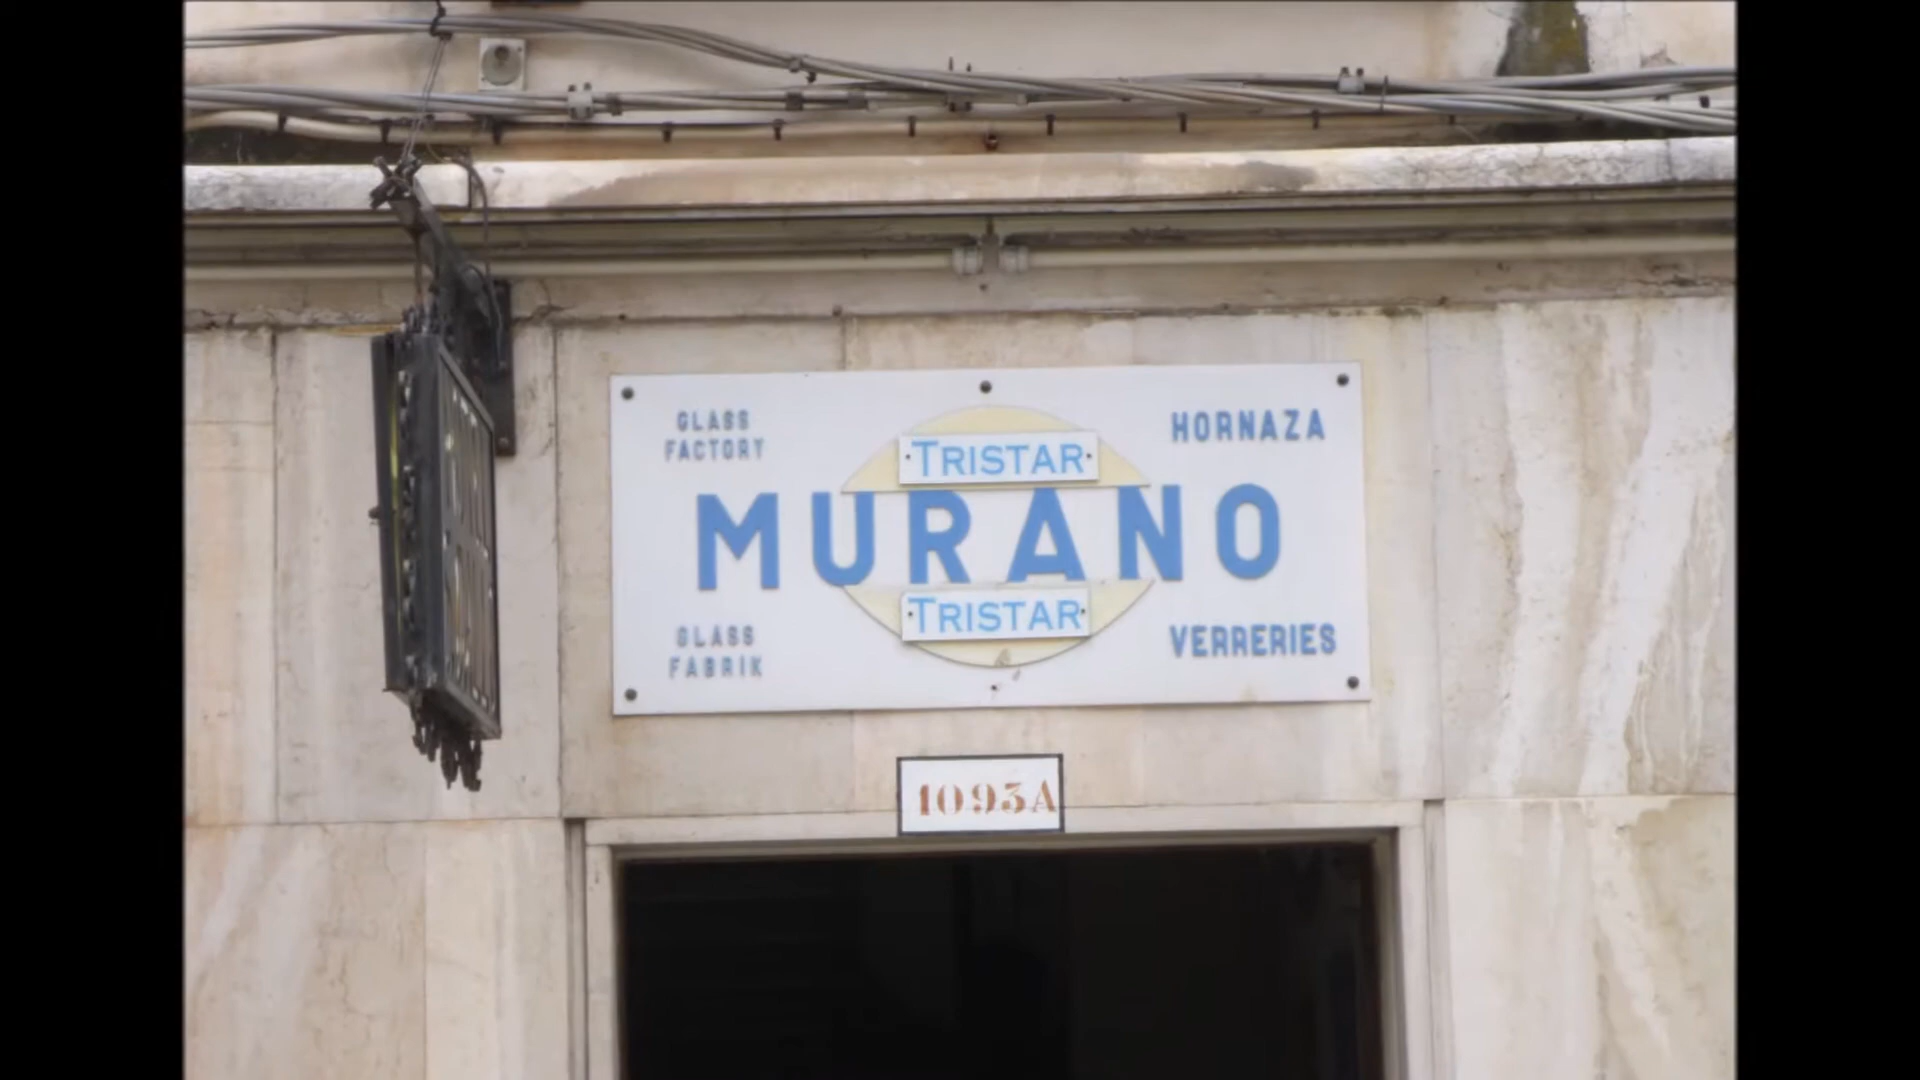 GLASS
FACTORY
HORNAZA
TRISTAR
MURANO
TRISTAR
GLASS
FABRIK
VERRERIES
1093A